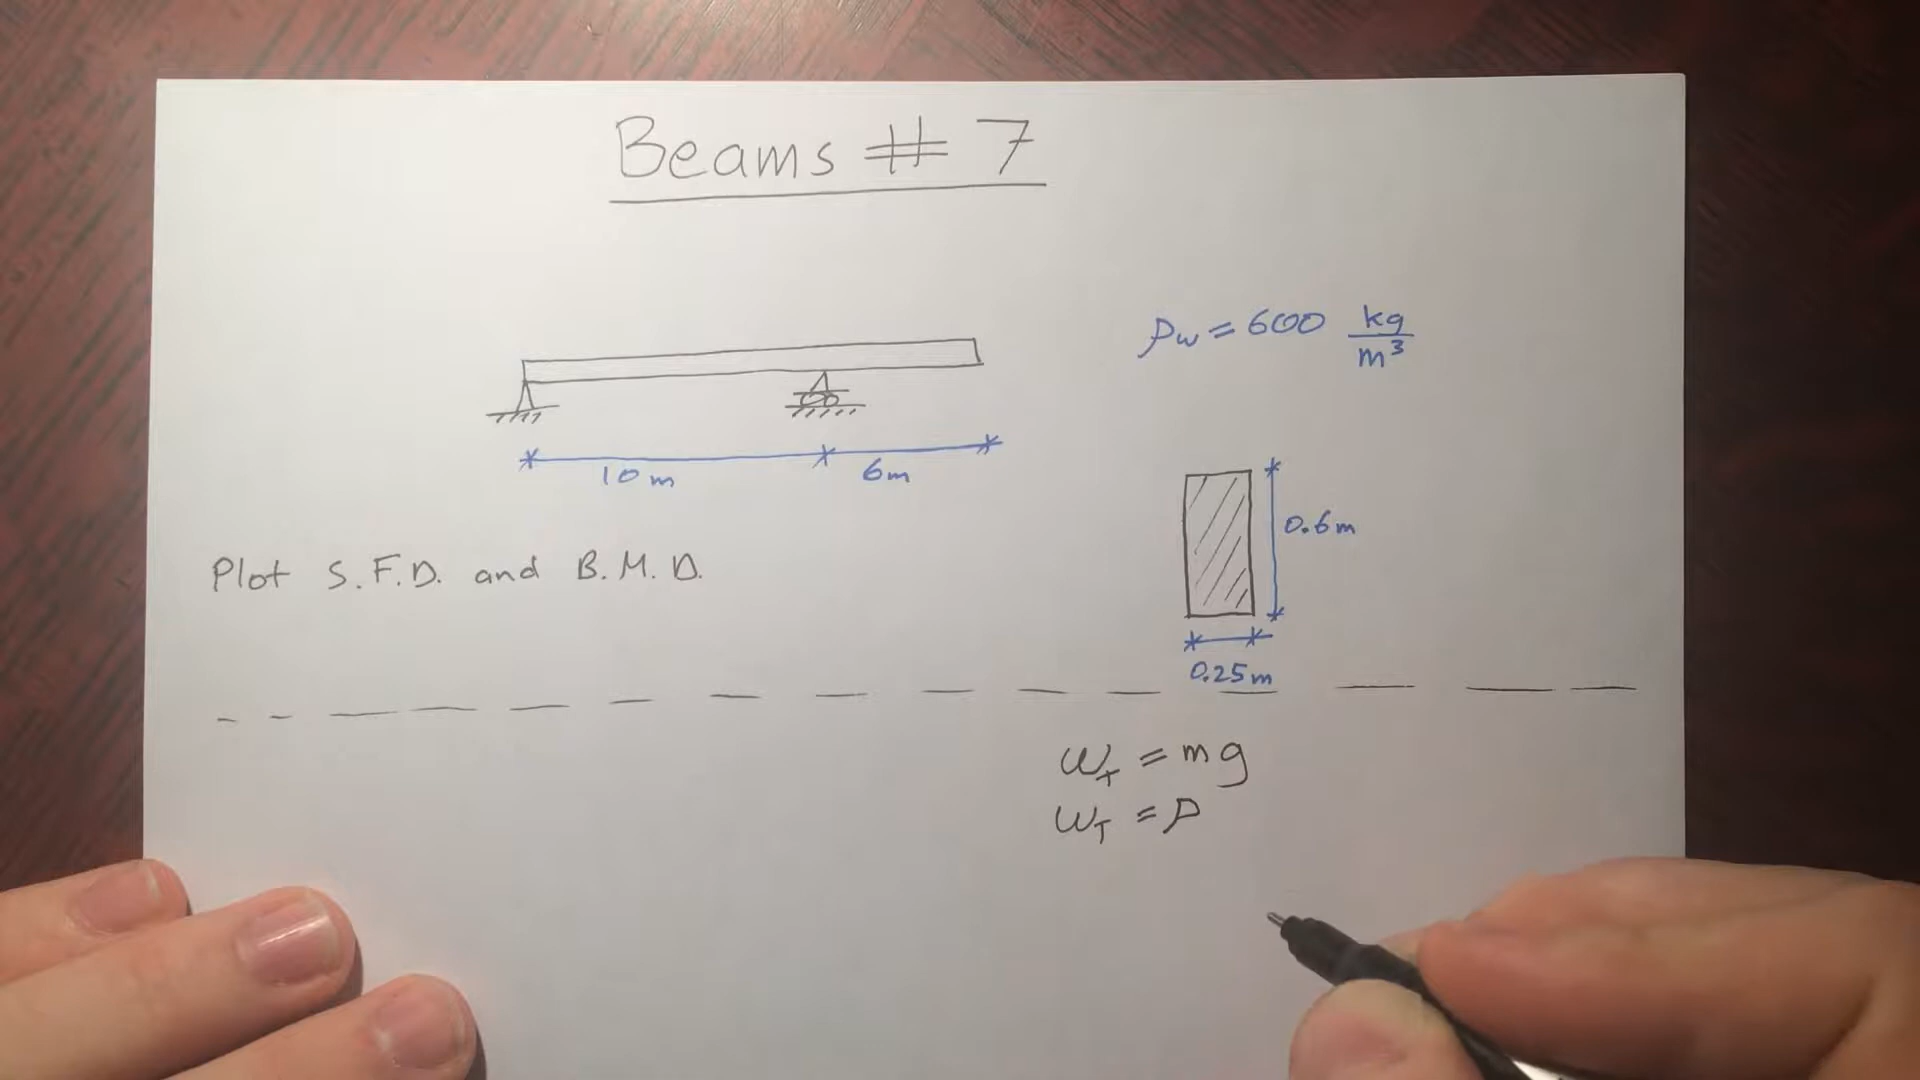 Beams # 7
ρw = 600 kg/m³
10 m
6m
0.6m
Plot S.F.D. and B.M.D.
0.25m
WT = mg
WT = ρ